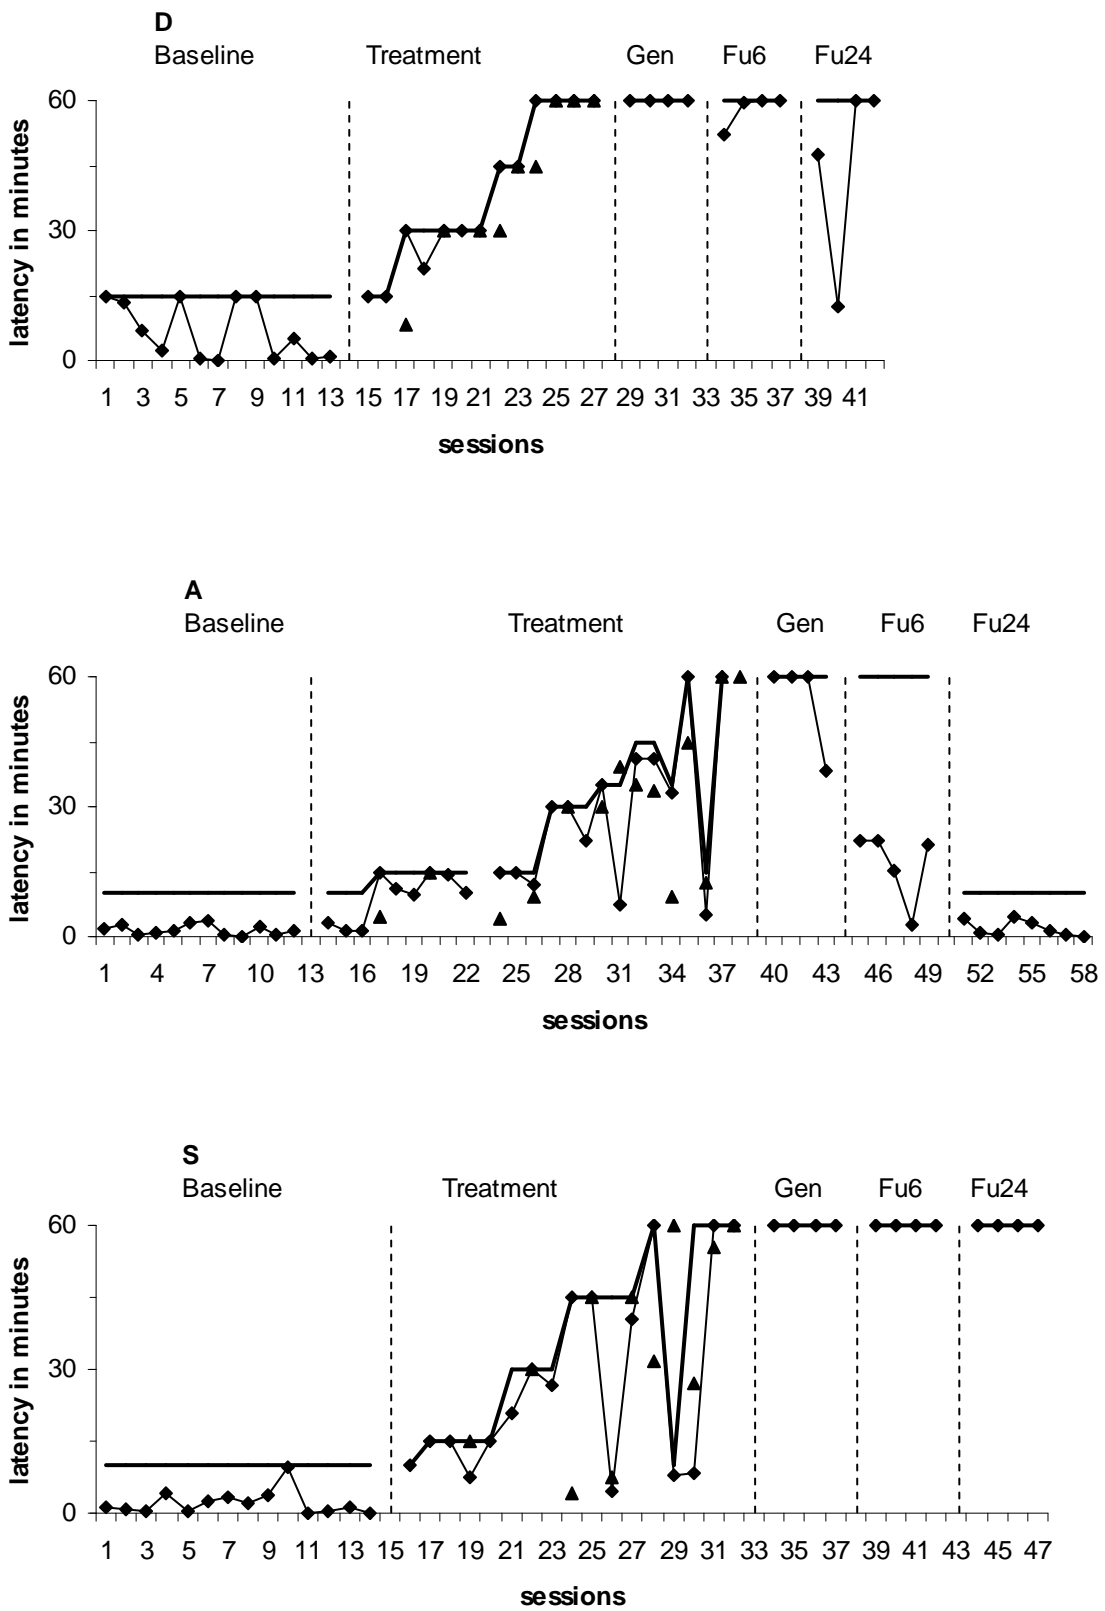 D
Baseline Treatment Gen Fu6 Fu24
60
30
0
latency in minutes
1 3 5 7 9 11 13 15 17 19 21 23 25 27 29 31 33 35 37 39 41
sessions
A
Baseline Treatment Gen Fu6 Fu24
60
30
0
latency in minutes
1 4 7 10 13 16 19 22 25 28 31 34 37 40 43 46 49 52 55 58
sessions
S
Baseline Treatment Gen Fu6 Fu24
60
30
0
latency in minutes
1 3 5 7 9 11 13 15 17 19 21 23 25 27 29 31 33 35 37 39 41 43 45 47
sessions